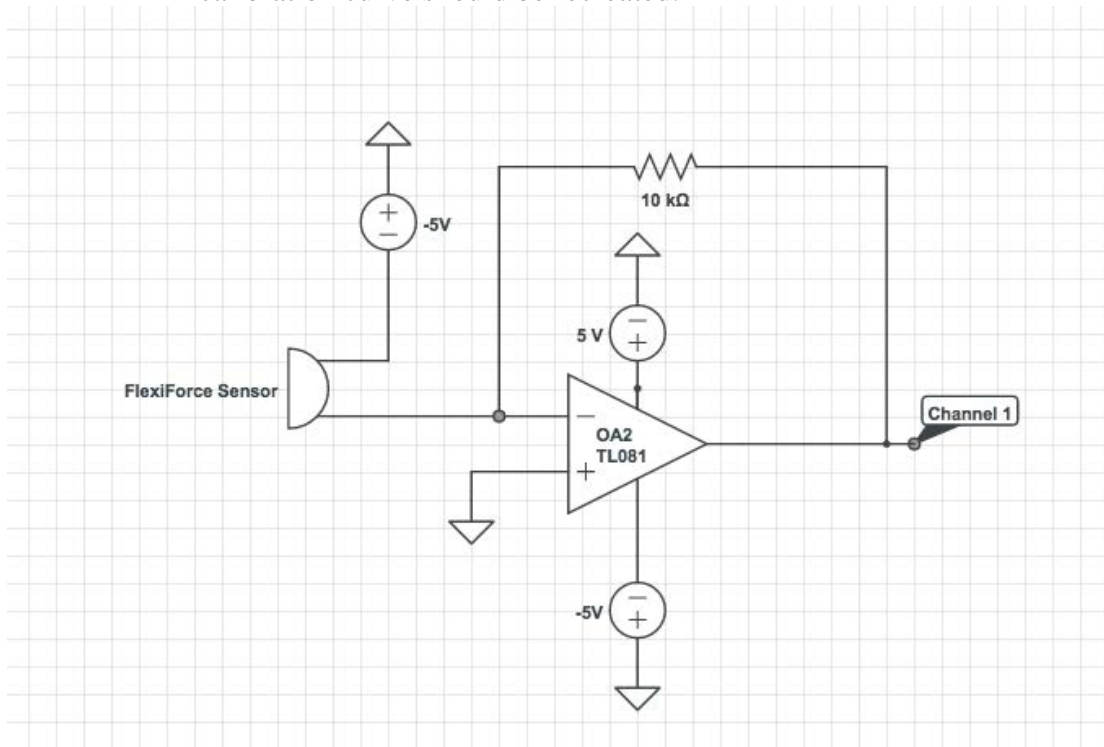 10 kΩ
-5V
5 V
FlexiForce Sensor
Channel 1
OA2
TL081
-5V